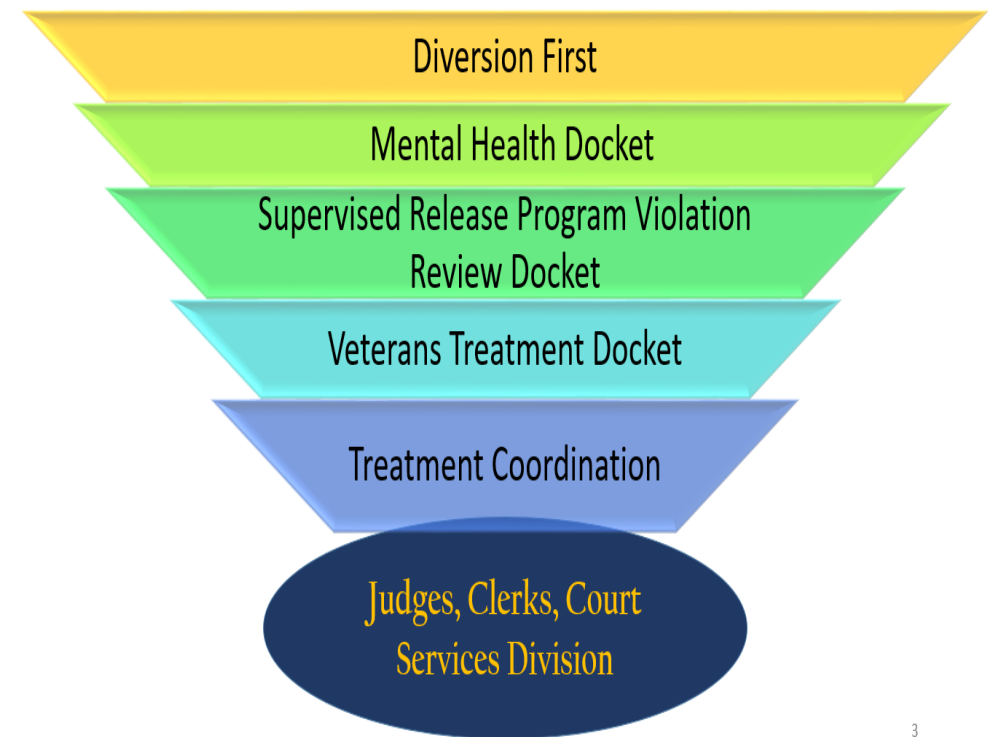 Diversion First
Mental Health Docket
Supervised Release Program Violation
Review Docket
Veterans Treatment Docket
Treatment Coordination
Judges, Clerks, Court
Services Division
3